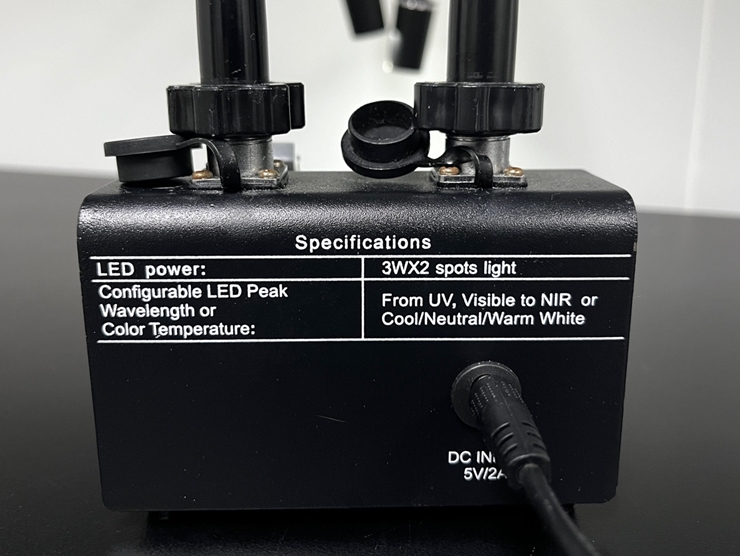 Specifications
LED power: 3WX2 spots light
Configurable LED Peak
Wavelength or
Color Temperature:
From UV, Visible to NIR or
Cool/Neutral/Warm White
DC
5V/2A